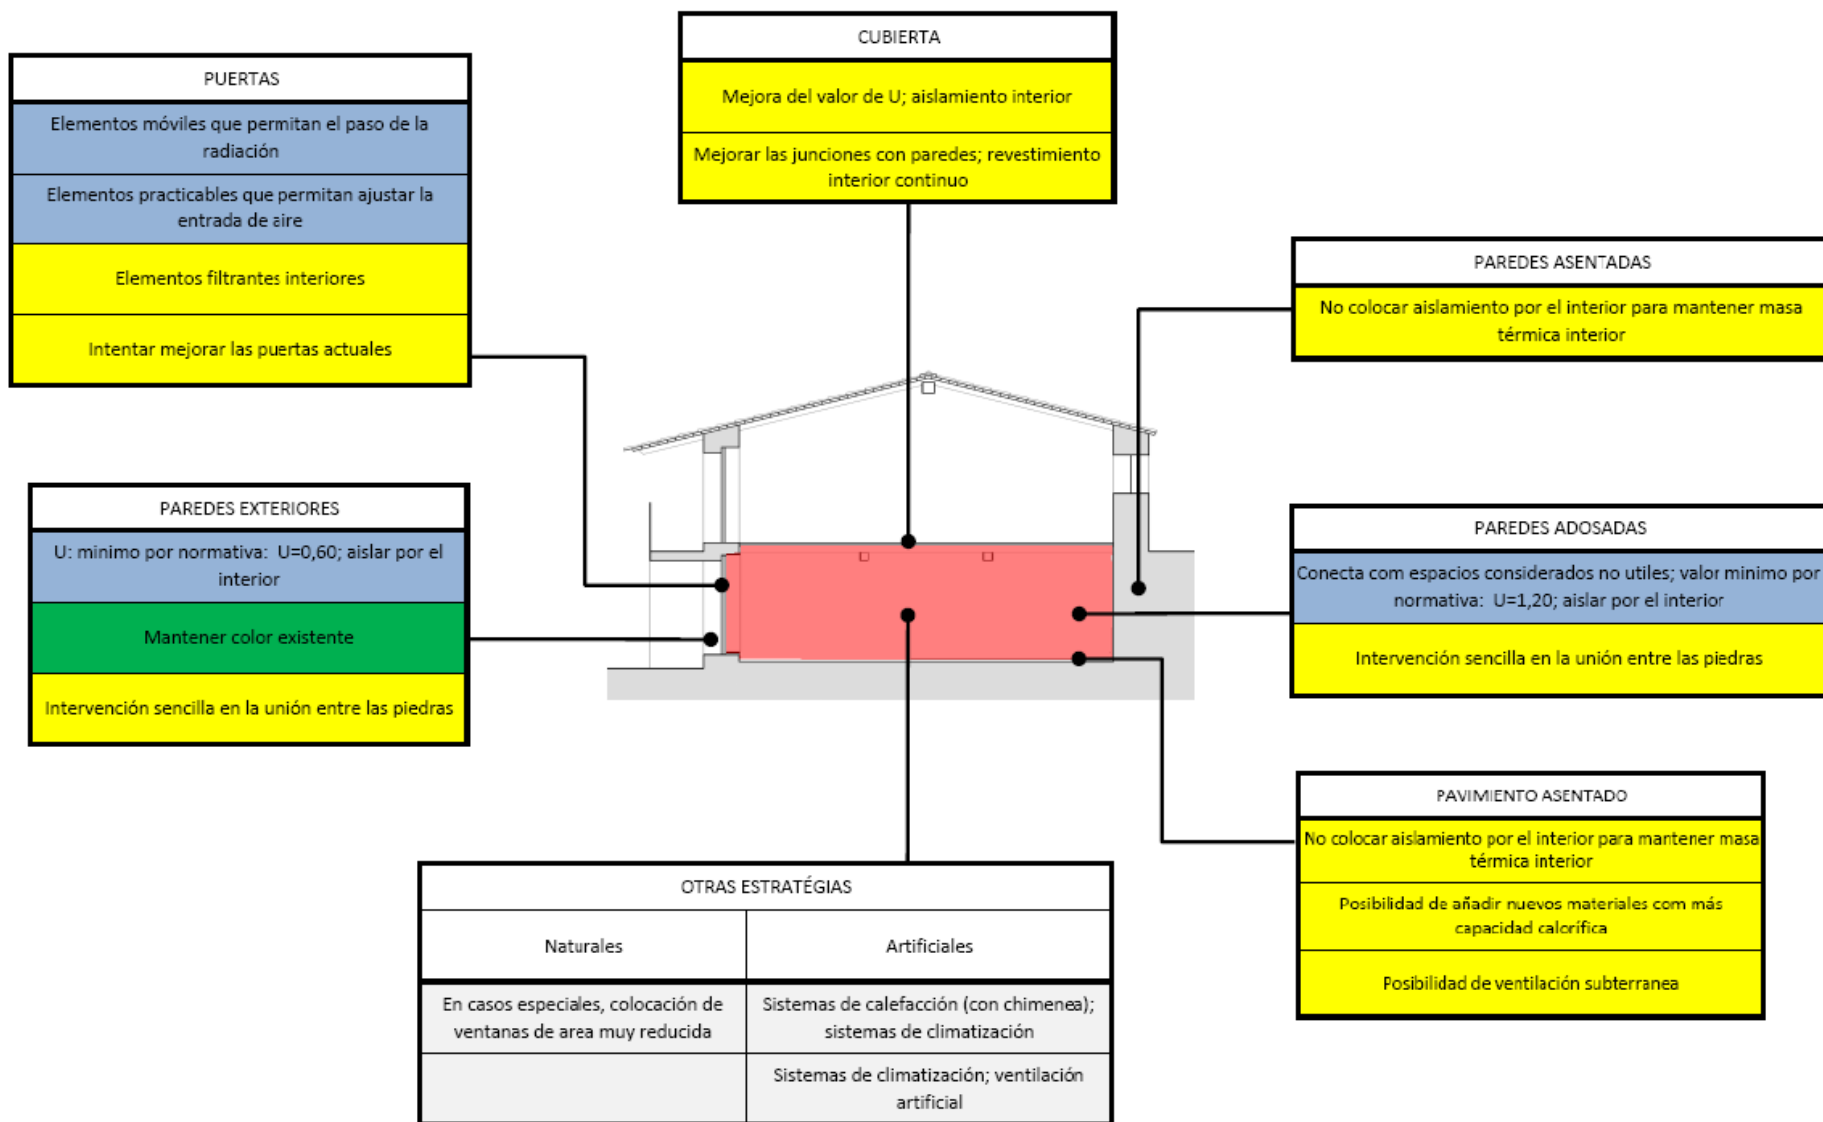 PUERTAS
Elementos móviles que permitan el paso de la
radiación
Elementos practicables que permitan ajustar la
entrada de aire
Elementos filtrantes interiores
Intentar mejorar las puertas actuales
CUBIERTA
Mejora del valor de U; aislamiento interior
Mejorar las junciones con paredes; revestimiento
interior continuo
PAREDES ASENTADAS
No colocar aislamiento por el interior para mantener masa
térmica interior
PAREDES EXTERIORES
U: minimo por normativa: U=0,60; aislar por el
interior
Mantener color existente
Intervención sencilla en la unión entre las piedras
PAREDES ADOSADAS
Conecta com espacios considerados no utiles; valor minimo por
normativa: U=1,20; aislar por el interior
Intervención sencilla en la unión entre las piedras
PAVIMIENTO ASENTADO
No colocar aislamiento por el interior para mantener masa
térmica interior
Posibilidad de añadir nuevos materiales com más
capacidad calorífica
Posibilidad de ventilación subterranea
OTRAS ESTRATÉGIAS
Naturales
Artificiales
En casos especiales, colocación de
ventanas de area muy reducida
Sistemas de calefacción (con chimenea);
sistemas de climatización
Sistemas de climatización; ventilación
artificial